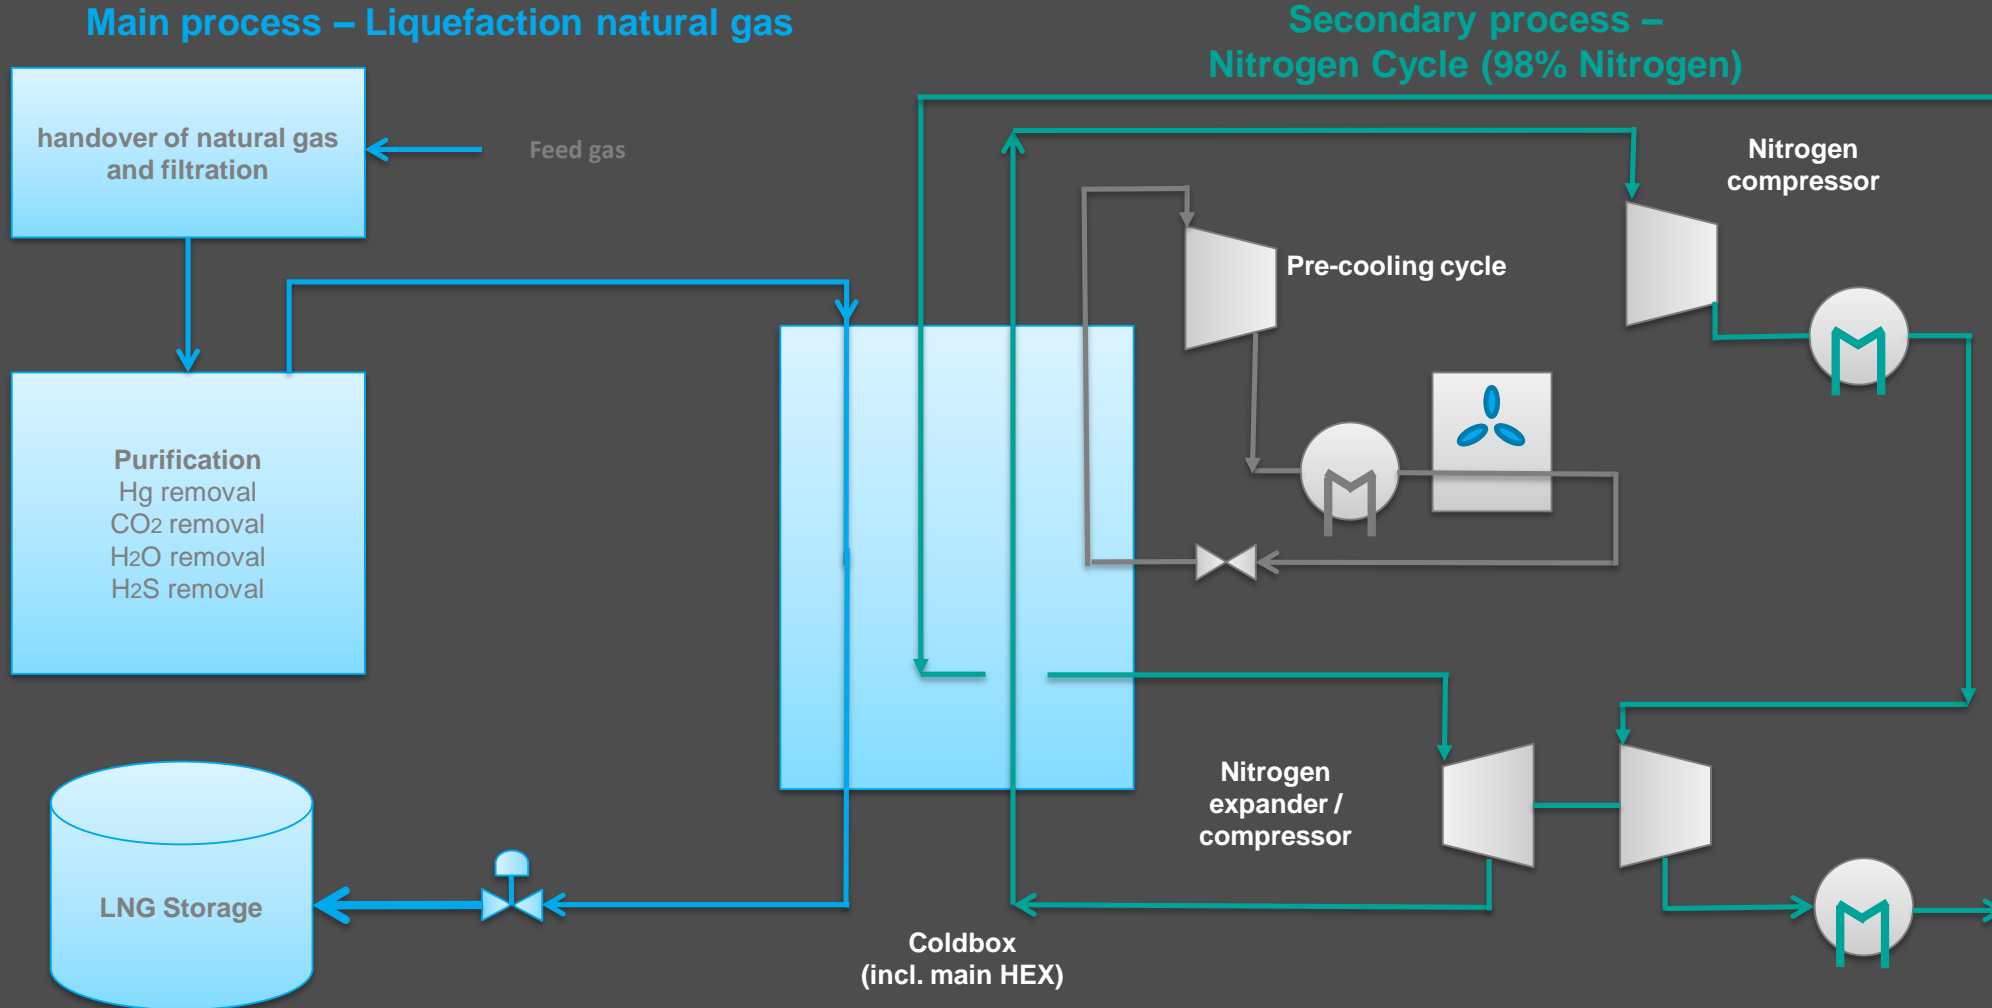 Main process – Liquefaction natural gas
Secondary process –
Nitrogen Cycle (98% Nitrogen)
handover of natural gas
and filtration
Feed gas
Nitrogen
compressor
Pre-cooling cycle
Purification
Hg removal
CO2 removal
H2O removal
H2S removal
Nitrogen
expander /
compressor
LNG Storage
Coldbox
(incl. main HEX)